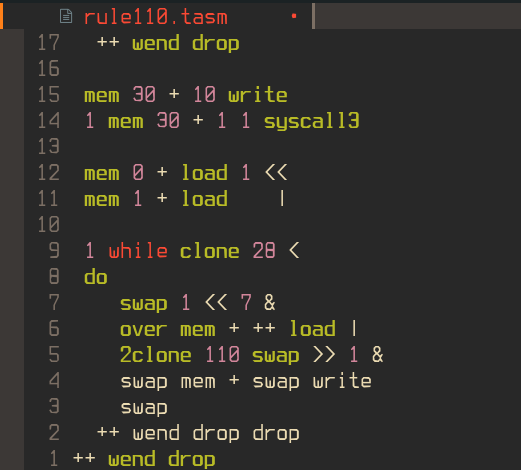 rule110.tasm
17 ++ wend drop
16
15 mem 30 + 10 write
14 1 mem 30 + 1 1 syscall3
13
12 mem 0 + load 1 <<
11 mem 1 + load |
10
9 1 while clone 28 <
8 do
7 swap 1 << 7 &
6 over mem + ++ load |
5 2clone 110 swap >> 1 &
4 swap mem + swap write
3 swap
2 ++ wend drop drop
1 ++ wend drop